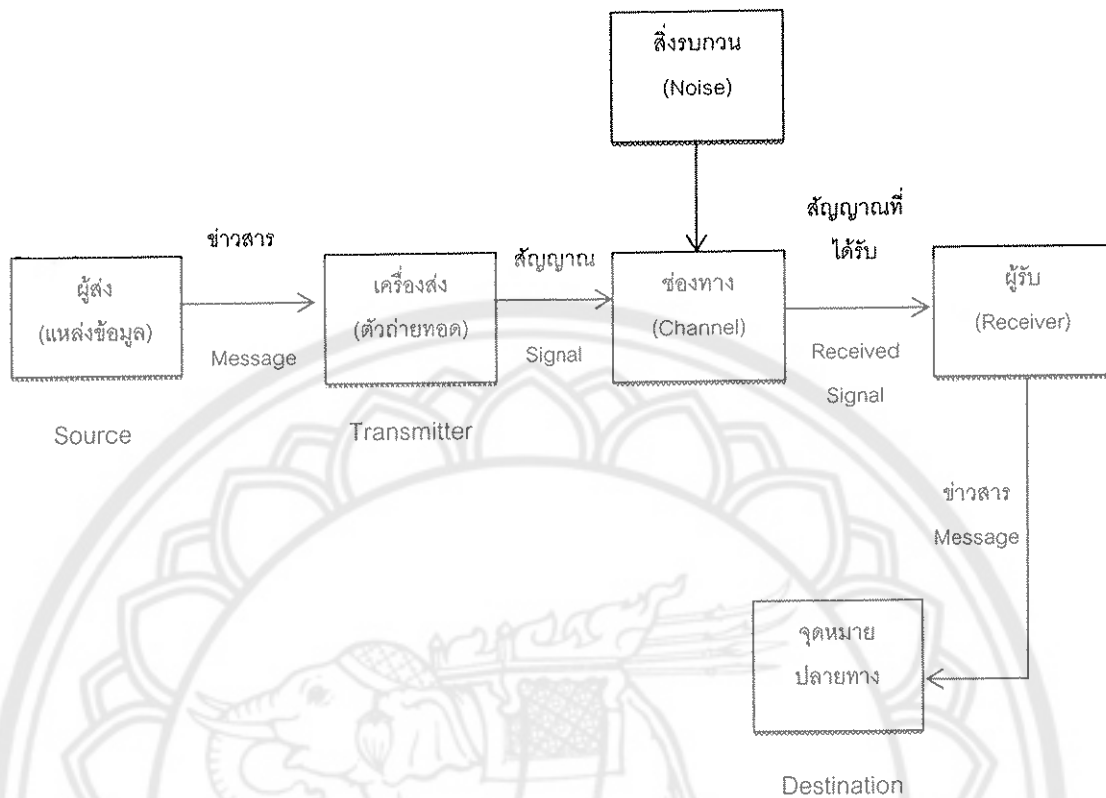 สิ่งรบกวน
(Noise)
ข่าวสาร
สัญญาณ
สัญญาณที่
ได้รับ
ผู้ส่ง
(แหล่งข้อมูล)
Message
เครื่องส่ง
(ตัวถ่ายทอด)
Signal
ช่องทาง
(Channel)
Received
Signal
ผู้รับ
(Receiver)
Source
Transmitter
ข่าวสาร
Message
จุดหมาย
ปลายทาง
Destination